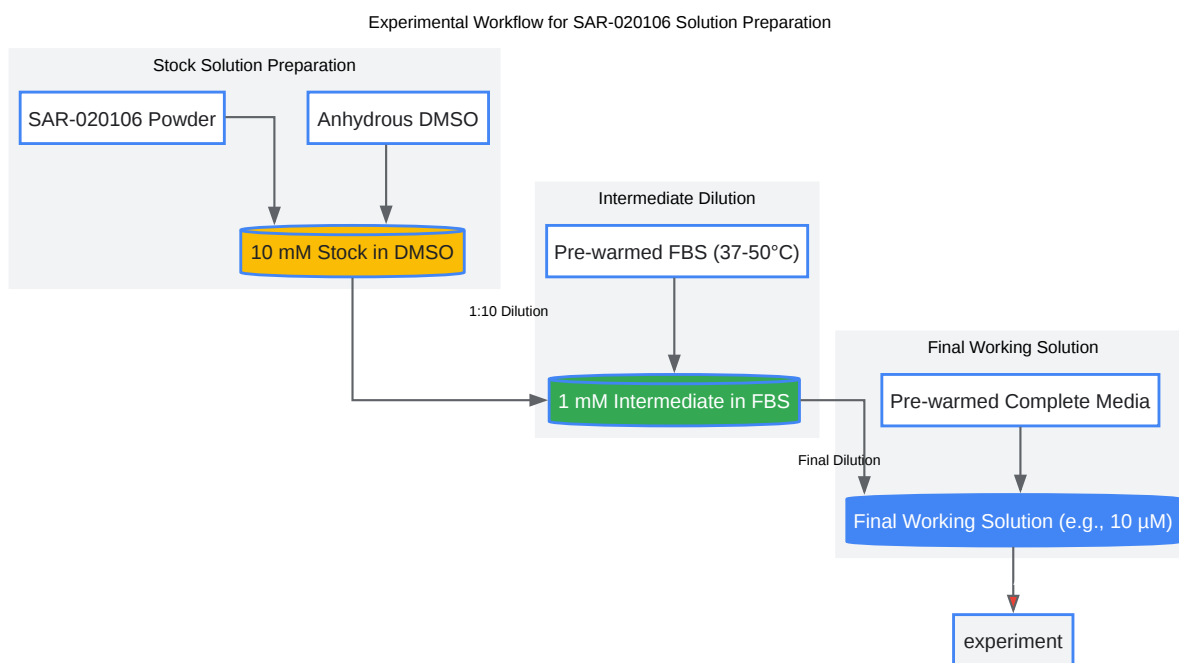 Experimental Workflow for SAR-020106 Solution Preparation
Stock Solution Preparation
SAR-020106 Powder
Anhydrous DMSO
10 mM Stock in DMSO
Intermediate Dilution
Pre-warmed FBS (37-50°C)
1:10 Dilution
1 mM Intermediate in FBS
Final Working Solution
Pre-warmed Complete Media
Final Dilution
Final Working Solution (e.g., 10 µM)
experiment